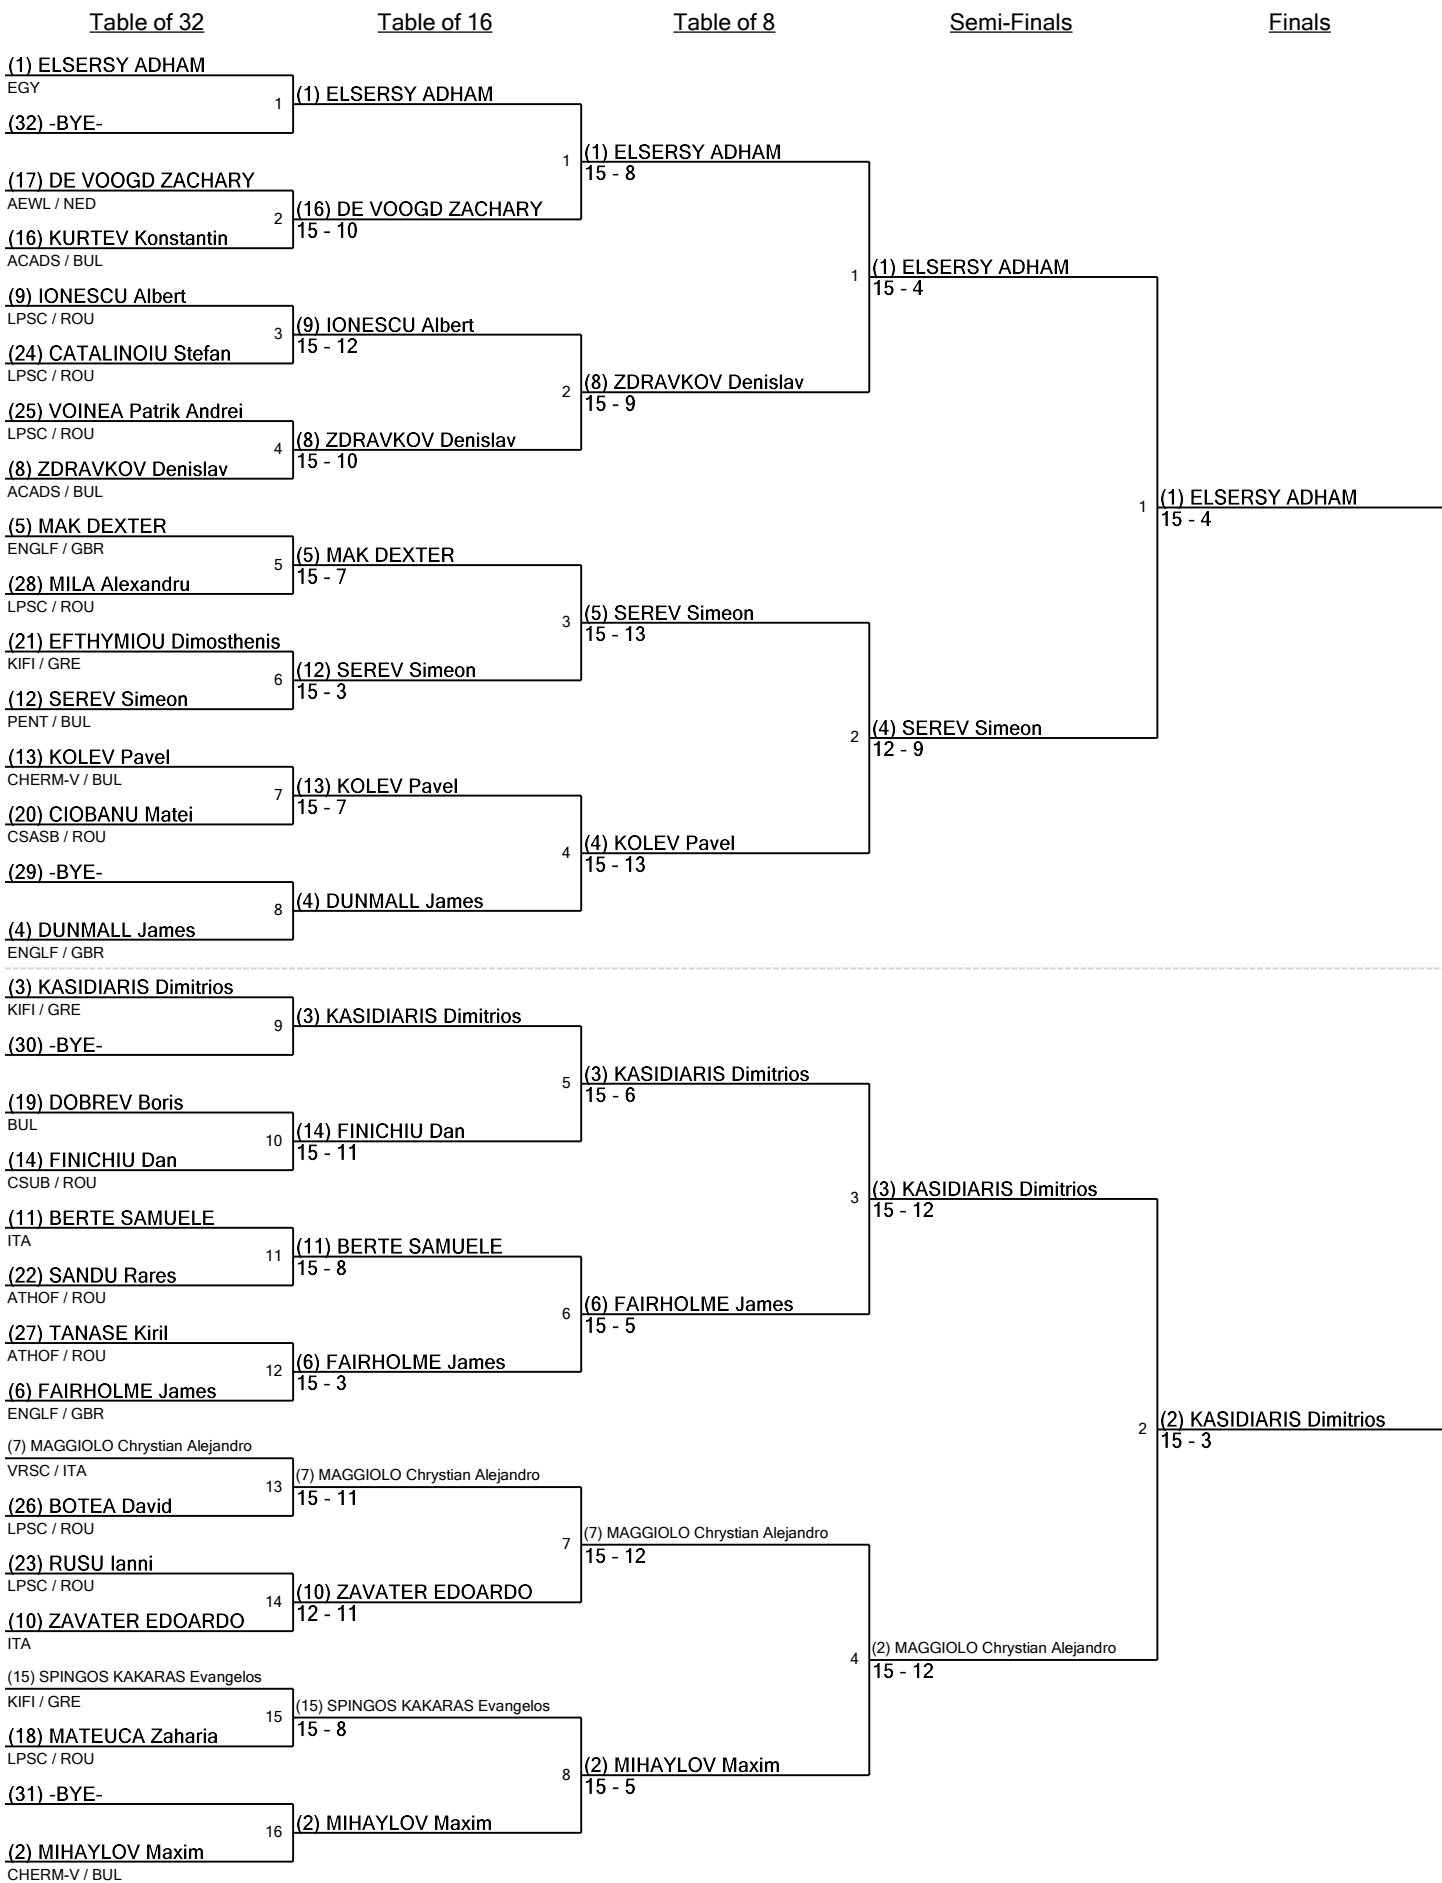 Table of 32
Table of 16
Table of 8
Semi-Finals
Finals
(1) ELSERSY ADHAM
EGY
1
(32) -BYE-
(17) DE VOOGD ZACHARY
AEWL / NED
2
(16) KURTEV Konstantin
ACADS / BUL
(9) IONESCU Albert
LPSC / ROU
3
(24) CATALINOIU Stefan
LPSC / ROU
(25) VOINEA Patrik Andrei
LPSC / ROU
4
(8) ZDRAVKOV Denislav
ACADS / BUL
(5) MAK DEXTER
ENGLF / GBR
5
(28) MILA Alexandru
LPSC / ROU
(21) EFTHYMIOU Dimosthenis
KIFI / GRE
6
(12) SEREV Simeon
PENT / BUL
(13) KOLEV Pavel
CHERM-V / BUL
7
(20) CIOBANU Matei
CSASB / ROU
(29) -BYE-
8
(4) DUNMALL James
ENGLF / GBR
(3) KASIDIARIS Dimitrios
KIFI / GRE
9
(30) -BYE-
(19) DOBREV Boris
BUL
10
(14) FINICHIU Dan
CSUB / ROU
(11) BERTE SAMUELE
ITA
11
(22) SANDU Rares
ATHOF / ROU
(27) TANASE Kiril
ATHOF / ROU
12
(6) FAIRHOLME James
ENGLF / GBR
(7) MAGGIOLO Chrystian Alejandro
VRSC / ITA
13
(26) BOTEA David
LPSC / ROU
(23) RUSU Ianni
LPSC / ROU
14
(10) ZAVATER EDOARDO
ITA
(15) SPINGOS KAKARAS Evangelos
KIFI / GRE
15
(18) MATEUCA Zaharia
LPSC / ROU
(31) -BYE-
16
(2) MIHAYLOV Maxim
CHERM-V / BUL
(1) ELSERSY ADHAM
1
(16) DE VOOGD ZACHARY
15 - 10
(9) IONESCU Albert
15 - 12
2
(8) ZDRAVKOV Denislav
15 - 10
(5) MAK DEXTER
15 - 7
3
(12) SEREV Simeon
15 - 3
(13) KOLEV Pavel
15 - 7
4
(4) DUNMALL James
(3) KASIDIARIS Dimitrios
5
(14) FINICHIU Dan
15 - 11
(11) BERTE SAMUELE
15 - 8
6
(6) FAIRHOLME James
15 - 3
(7) MAGGIOLO Chrystian Alejandro
15 - 11
7
(10) ZAVATER EDOARDO
12 - 11
(15) SPINGOS KAKARAS Evangelos
15 - 8
8
(2) MIHAYLOV Maxim
(1) ELSERSY ADHAM
15 - 8
1
(8) ZDRAVKOV Denislav
15 - 9
(5) SEREV Simeon
15 - 13
2
(4) KOLEV Pavel
15 - 13
(3) KASIDIARIS Dimitrios
15 - 6
3
(6) FAIRHOLME James
15 - 5
(7) MAGGIOLO Chrystian Alejandro
15 - 12
4
(2) MIHAYLOV Maxim
15 - 5
(1) ELSERSY ADHAM
15 - 4
1
(4) SEREV Simeon
12 - 9
(3) KASIDIARIS Dimitrios
15 - 12
2
(2) MAGGIOLO Chrystian Alejandro
15 - 12
(1) ELSERSY ADHAM
15 - 4
(2) KASIDIARIS Dimitrios
15 - 3